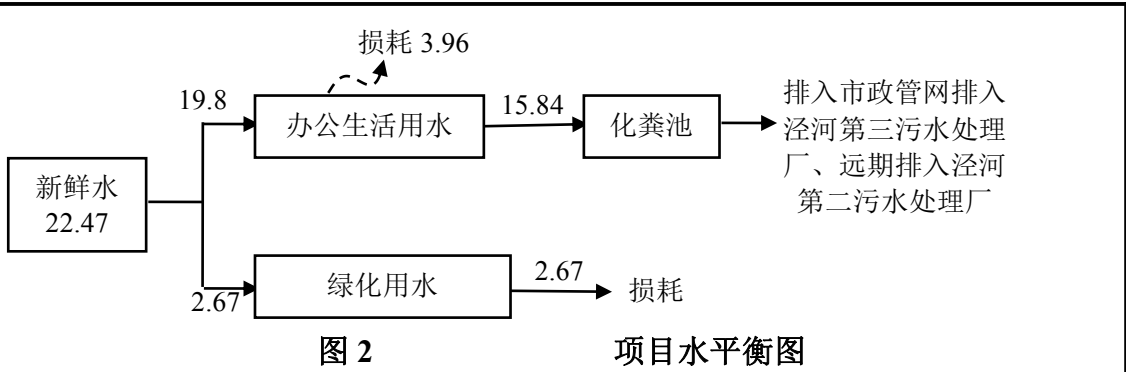 损耗 3.96
19.8
办公生活用水
15.84
化粪池
排入市政管网排入
泾河第三污水处理
厂、远期排入泾河
第二污水处理厂
新鲜水
22.47
2.67
绿化用水
2.67
损耗
图 2 项目水平衡图